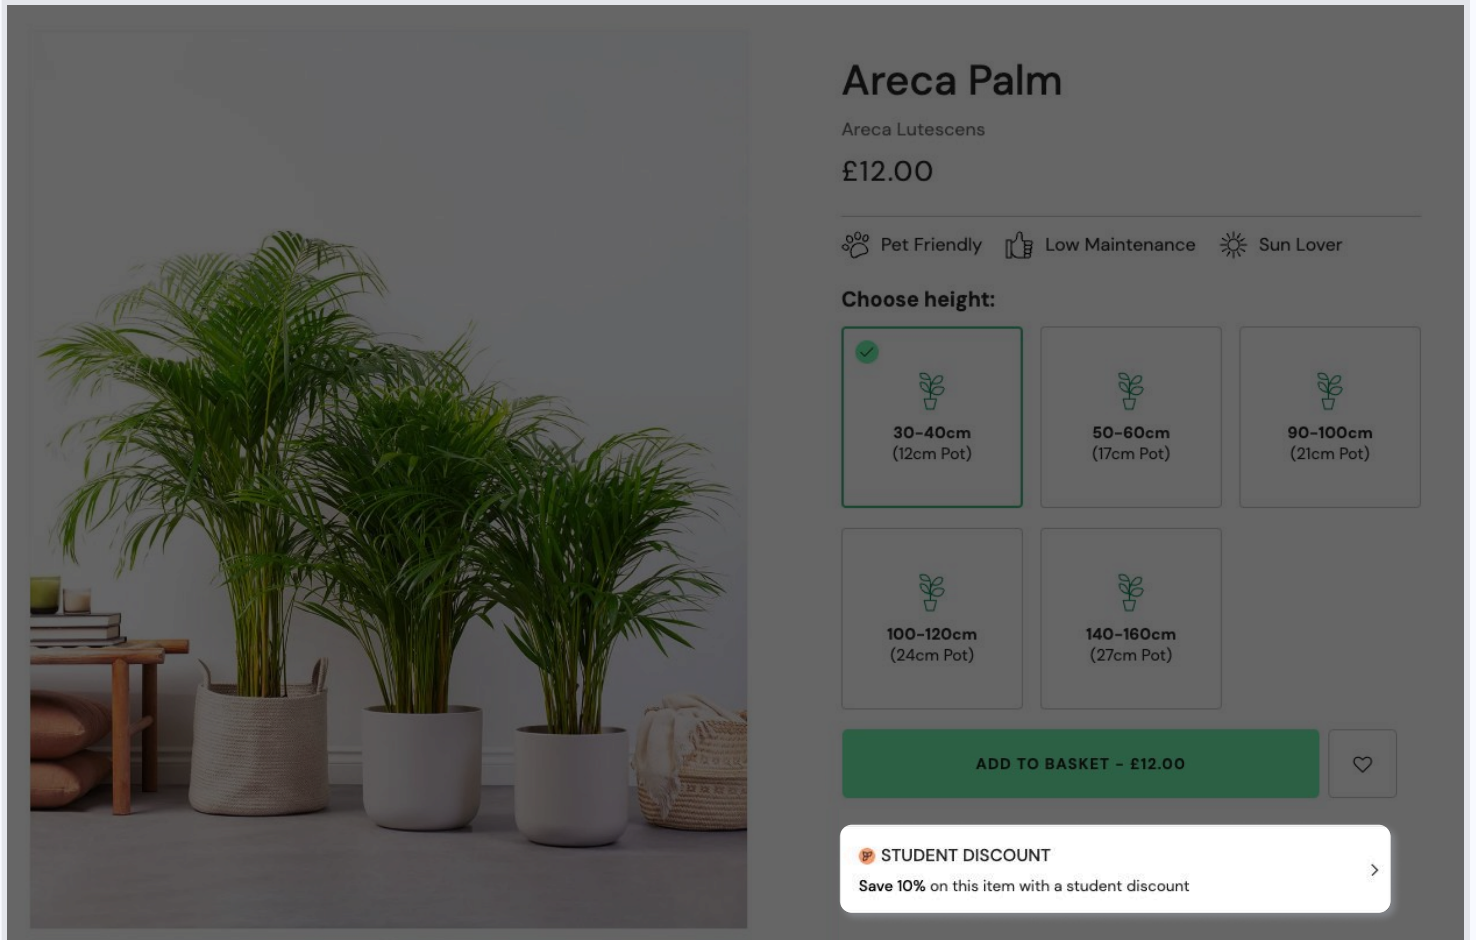 Areca Palm
Areca Lutescens
£12.00
Pet Friendly Low Maintenance Sun Lover
Choose height:
30-40cm
(12cm Pot)
50-60cm
(17cm Pot)
90-100cm
(21cm Pot)
100-120cm
(24cm Pot)
140-160cm
(27cm Pot)
ADD TO BASKET - £12.00
STUDENT DISCOUNT
Save 10% on this item with a student discount